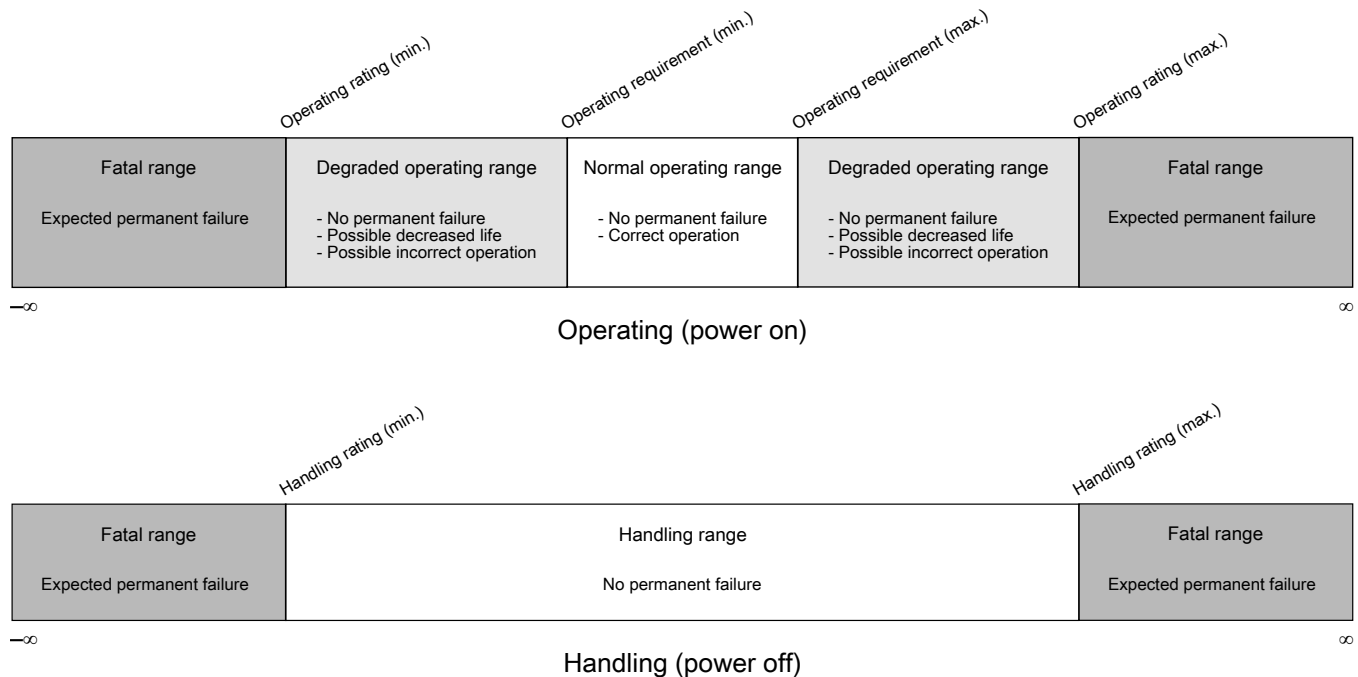 Operating rating (min.)
Operating requirement (min.)
Operating requirement (max.)
Operating rating (max.)
Fatal range
Expected permanent failure
Degraded operating range
- No permanent failure
- Possible decreased life
- Possible incorrect operation
Normal operating range
- No permanent failure
- Correct operation
Degraded operating range
- No permanent failure
- Possible decreased life
- Possible incorrect operation
Fatal range
Expected permanent failure
–∞
∞
Operating (power on)
Handling rating (min.)
Handling rating (max.)
Fatal range
Expected permanent failure
Handling range
No permanent failure
Fatal range
Expected permanent failure
–∞
∞
Handling (power off)